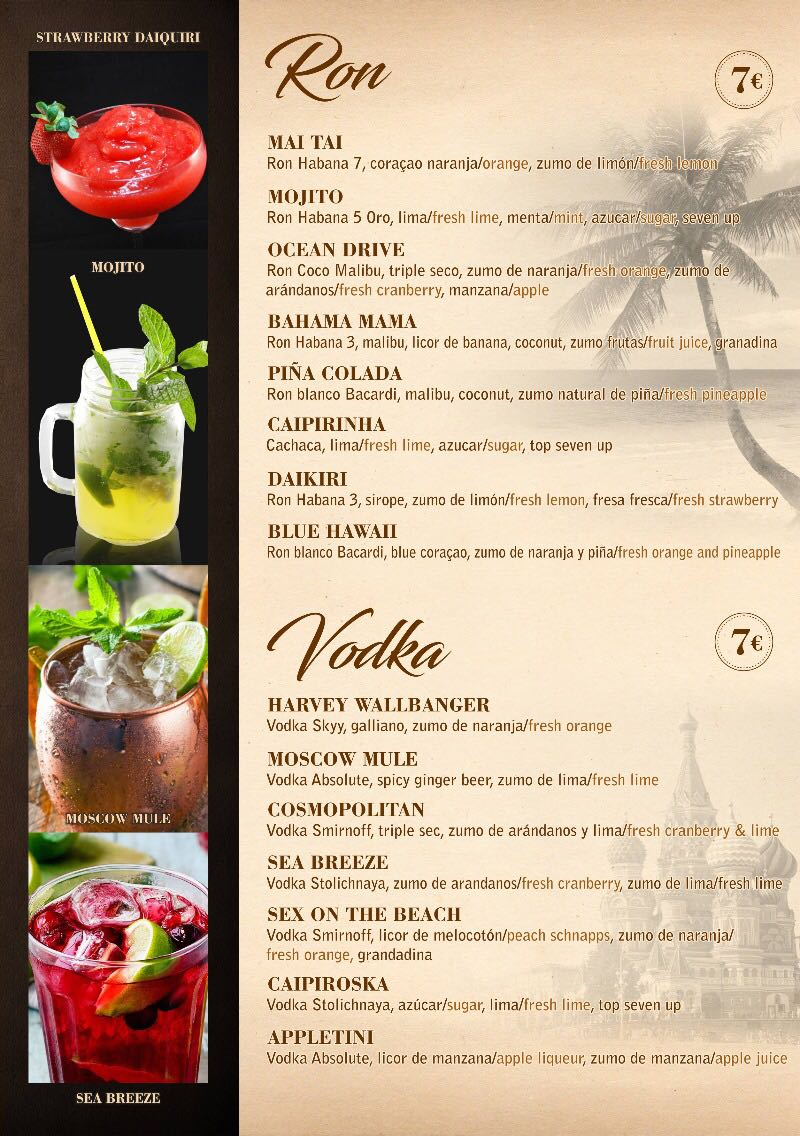 STRAWBERRY DAIQUIRI
MOJITO
MOSCOW MULE
SEA BREEZE
Ron
7€
MAI TAI
Ron Habana 7, coraçao naranja/orange, zumo de limón/fresh lemon
MOJITO
Ron Habana 5 Oro, lima/fresh lime, menta/mint, azucar/sugar, seven up
OCEAN DRIVE
Ron Coco Malibu, triple seco, zumo de naranja/fresh orange, zumo de
arándanos/fresh cranberry, manzana/apple
BAHAMA MAMA
Ron Habana 3, malibu, licor de banana, coconut, zumo frutas/fruit juice, granadina
PIÑA COLADA
Ron blanco Bacardi, malibu, coconut, zumo natural de piña/fresh pineapple
CAIPIRINHA
Cachaca, lima/fresh lime, azucar/sugar, top seven up
DAIKIRI
Ron Habana 3, sirope, zumo de limón/fresh lemon, fresa fresca/fresh strawberry
BLUE HAWAII
Ron blanco Bacardi, blue coraçao, zumo de naranja y piña/fresh orange and pineapple
Vodka
7€
HARVEY WALLBANGER
Vodka Skyy, galliano, zumo de naranja/fresh orange
MOSCOW MULE
Vodka Absolute, spicy ginger beer, zumo de lima/fresh lime
COSMOPOLITAN
Vodka Smirnoff, triple sec, zumo de arándanos y lima/fresh cranberry & lime
SEA BREEZE
Vodka Stolichnaya, zumo de arandanos/fresh cranberry, zumo de lima/fresh lime
SEX ON THE BEACH
Vodka Smirnoff, licor de melocotón/peach schnapps, zumo de naranja/
fresh orange, grandadina
CAIPIROSKA
Vodka Stolichnaya, azúcar/sugar, lima/fresh lime, top seven up
APPLETINI
Vodka Absolute, licor de manzana/apple liqueur, zumo de manzana/apple juice